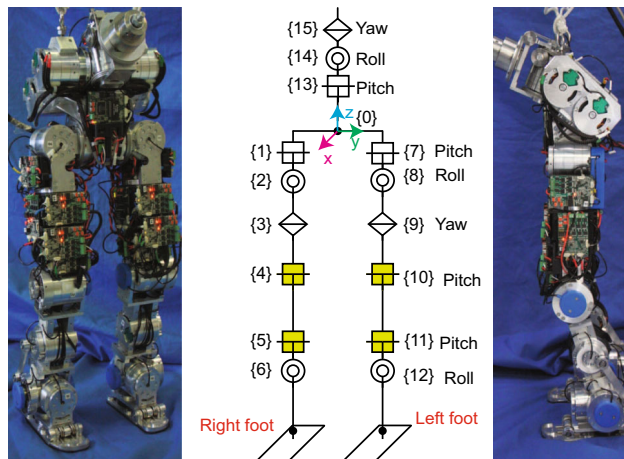 {15} Yaw
{14} Roll
{13} Pitch
z {0}
x y
{1} {7} Pitch
{2} {8} Roll
{3} {9} Yaw
{4} {10} Pitch
{5} {11} Pitch
{6} {12} Roll
Right foot Left foot